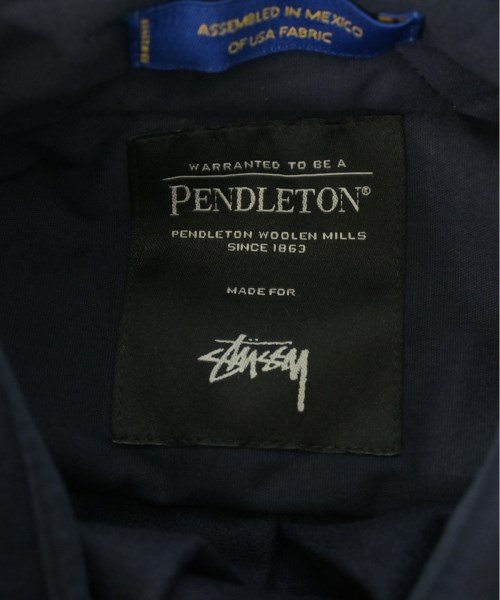 ASSEMBLED IN MEXICO
OF USA FABRIC
WARRANTED TO BE A
PENDLETON®
PENDLETON WOOLEN MILLS
SINCE 1863
MADE FOR
Stüssy